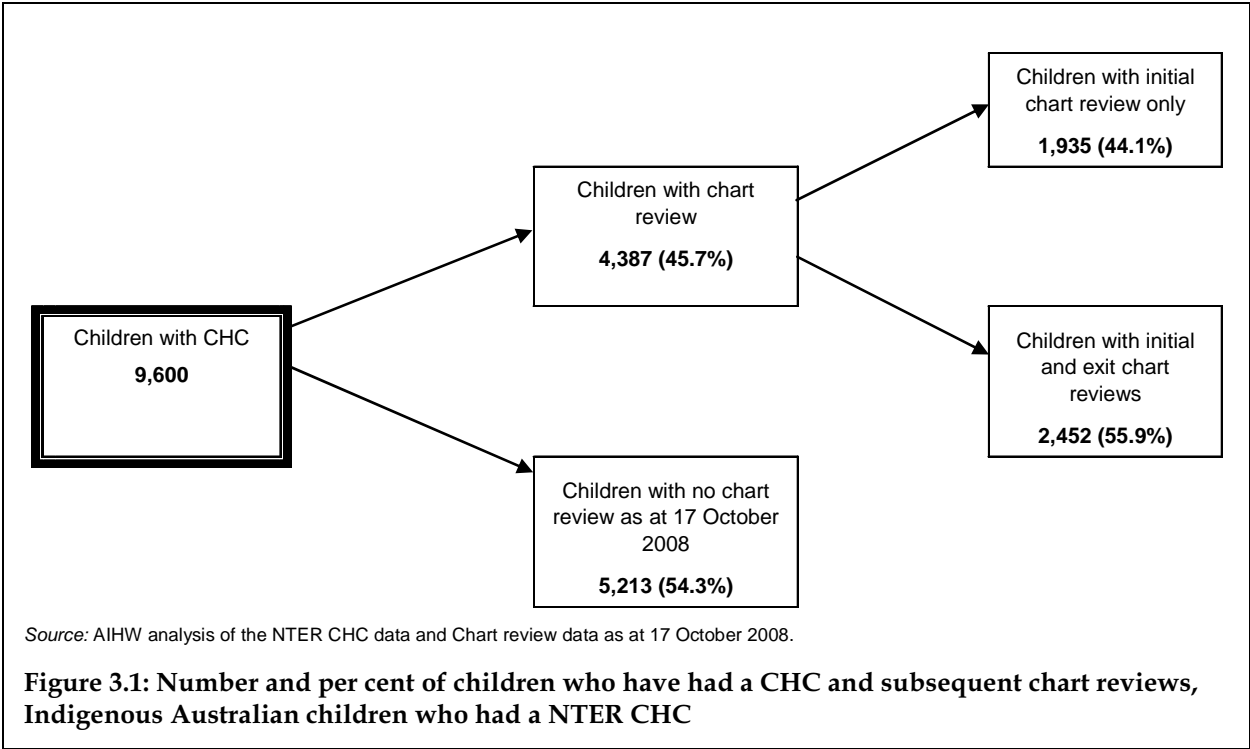 Children with CHC
9,600
Children with chart
review
4,387 (45.7%)
Children with no chart
review as at 17 October
2008
5,213 (54.3%)
Children with initial
chart review only
1,935 (44.1%)
Children with initial
and exit chart
reviews
2,452 (55.9%)
Source: AIHW analysis of the NTER CHC data and Chart review data as at 17 October 2008.
Figure 3.1: Number and per cent of children who have had a CHC and subsequent chart reviews,
Indigenous Australian children who had a NTER CHC